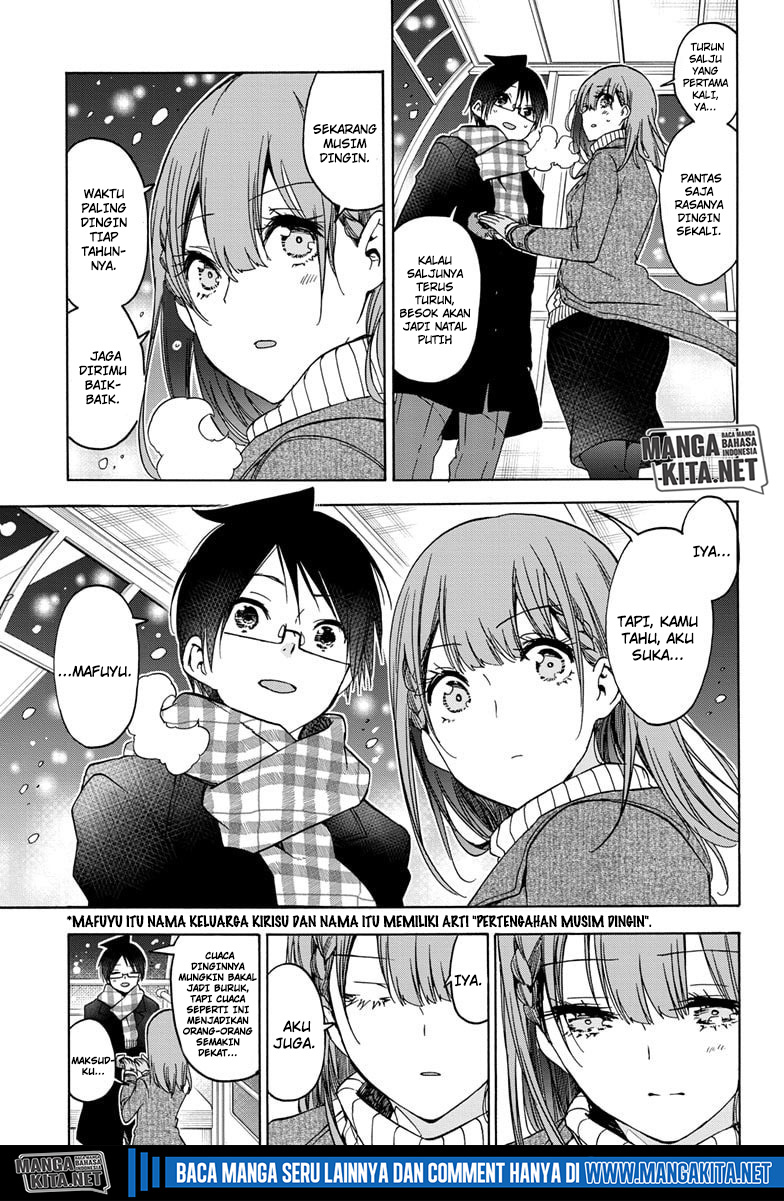 TURUN
SALJU
YANG
PERTAMA
KALI,
YA...
PANTAS
SAJA
RASANYA
DINGIN
SEKALI.
KALAU
SALJUNYA
TERUS
TURUN,
BESOK AKAN
JADI NATAL
PUTIH
SEKARANG
MUSIM
DINGIN.
WAKTU
PALING
DINGIN
TIAP
TAHUN-
NYA.
JAGA
DIRIMU
BAIK-
BAIK.
MANGA
KITA.NET
BACA MANGA
BAHASA
INDONESIA
IYA...
TAPI, KAMU
TAHU, AKU
SUKA...
...MAFUYU.
*MAFUYU ITU NAMA KELUARGA KIRISU DAN NAMA ITU MEMILIKI ARTI "PERTENGAHAN MUSIM DINGIN".
IYA.
AKU
JUGA.
CUACA
DINGINNYA
MUNGKIN BAKAL
JADI BURUK,
TAPI CUACA
SEPERTI INI
MENJADIKAN
ORANG-ORANG
SEMAKIN
DEKAT...
MAKSUD-
KU...
MANGA
KITA.NET
BACA MANGA
BAHASA
INDONESIA
BACA MANGA SERU LAINNYA DAN COMMENT HANYA DI WWW.MANGAKITA.NET